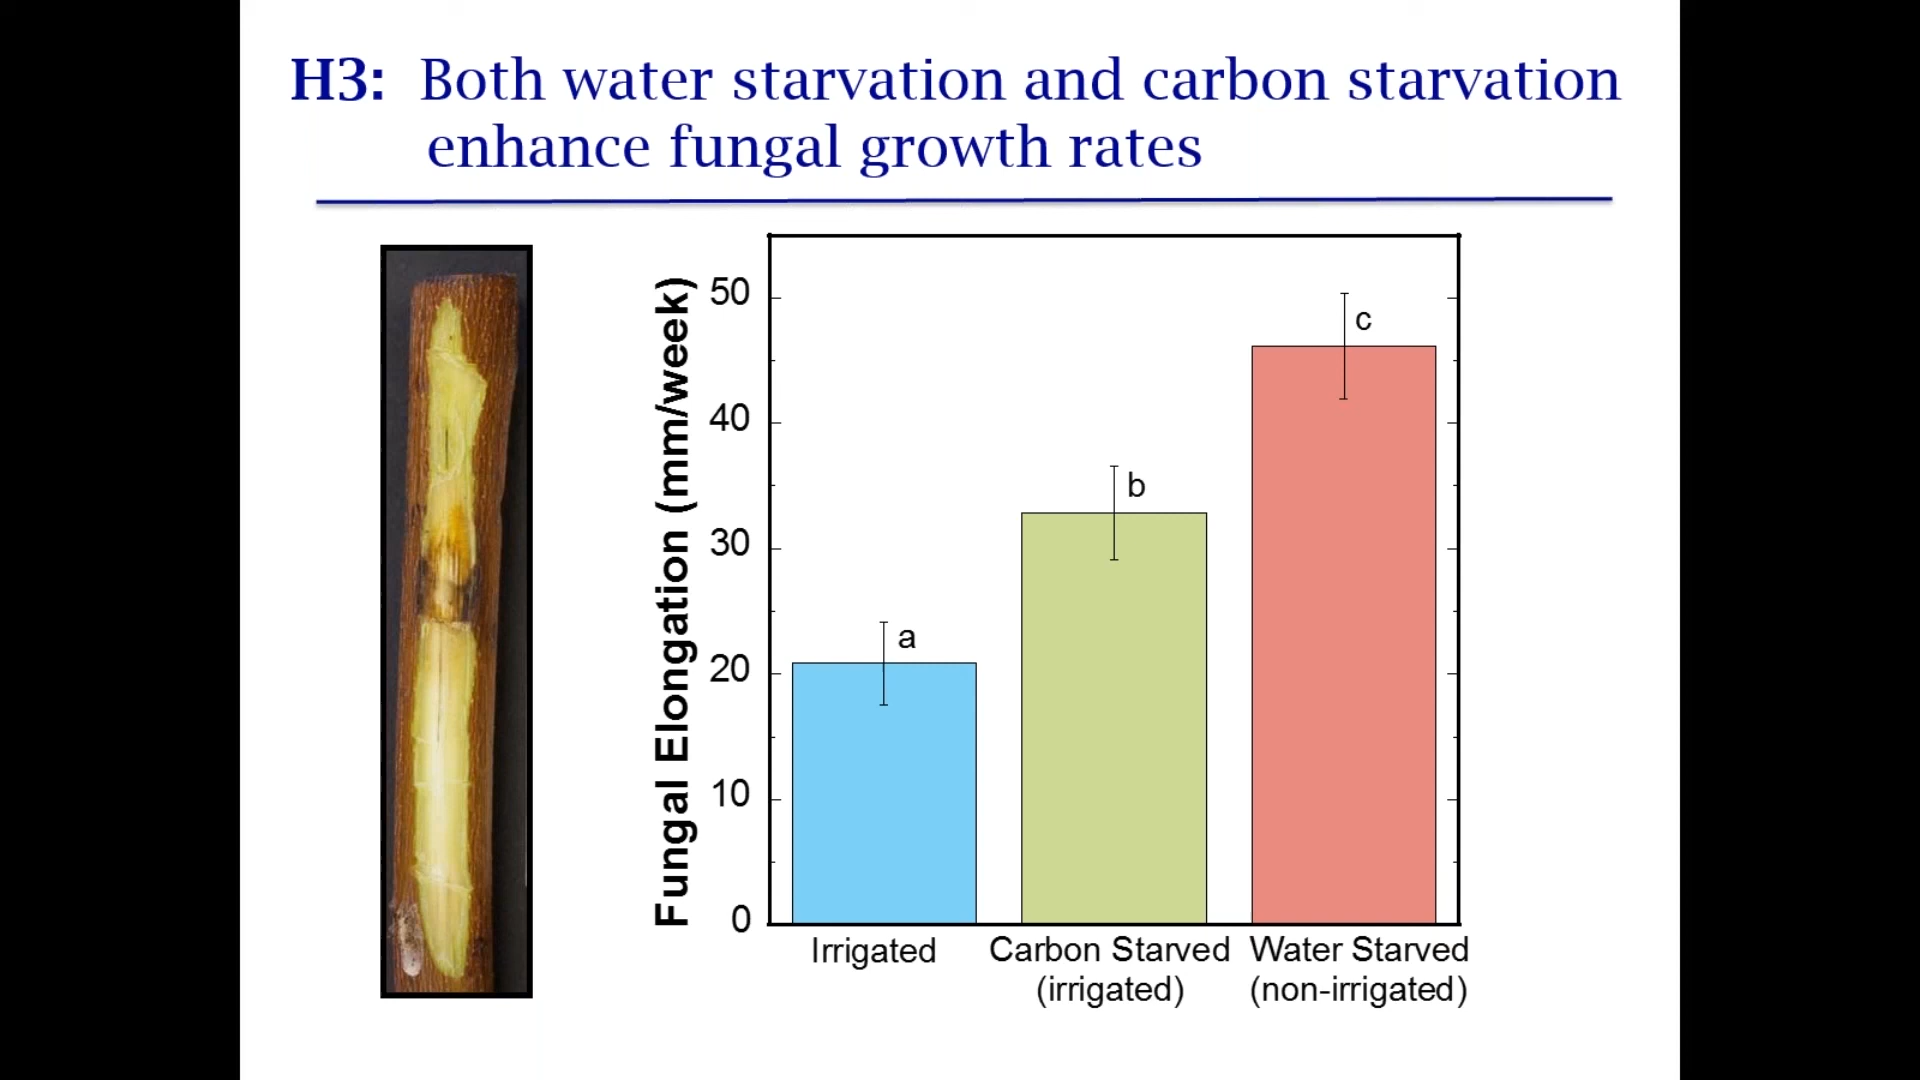 H3: Both water starvation and carbon starvation
enhance fungal growth rates
Fungal Elongation (mm/week)
50
40
30
20
10
0
a
b
c
Irrigated
Carbon Starved
(irrigated)
Water Starved
(non-irrigated)